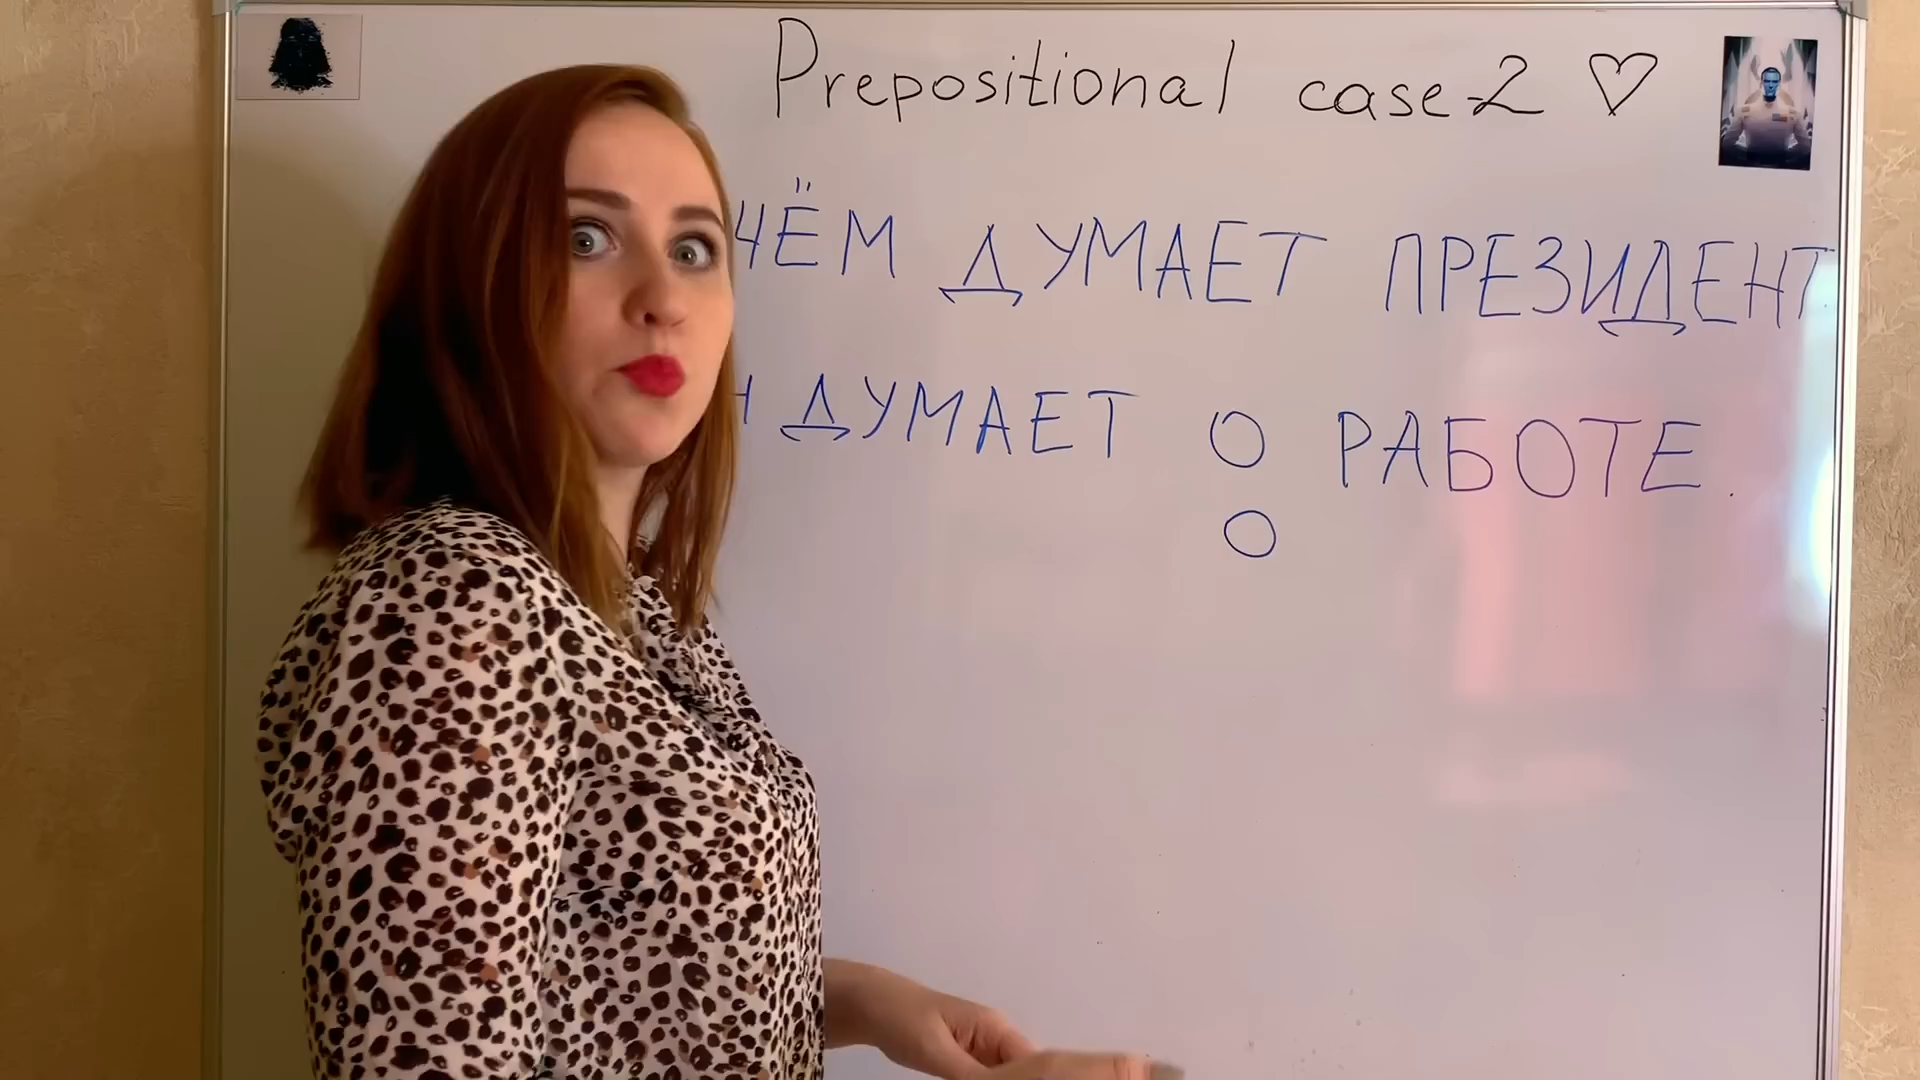 Prepositional case-2 ♡
ЧЁМ ДУМАЕТ ПРЕЗИДЕНТ
Н ДУМАЕТ О РАБОТЕ.
О